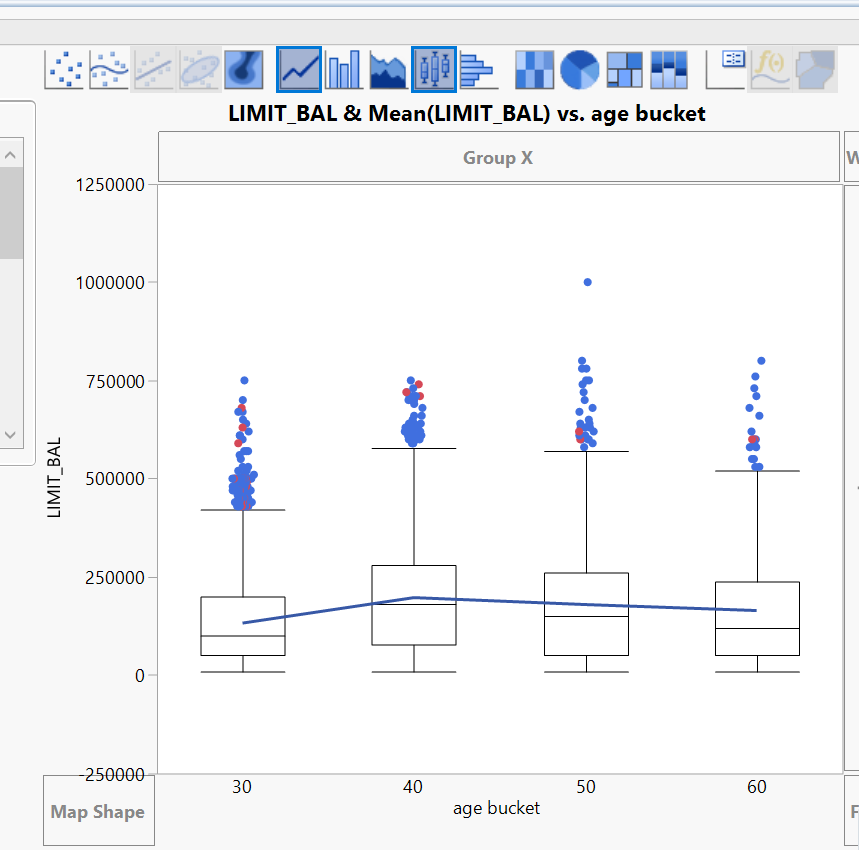 f()
LIMIT_BAL & Mean(LIMIT_BAL) vs. age bucket
Group X
W
1250000
1000000
750000
500000
250000
0
-250000
LIMIT_BAL
30 40 50 60
age bucket
Map Shape
F